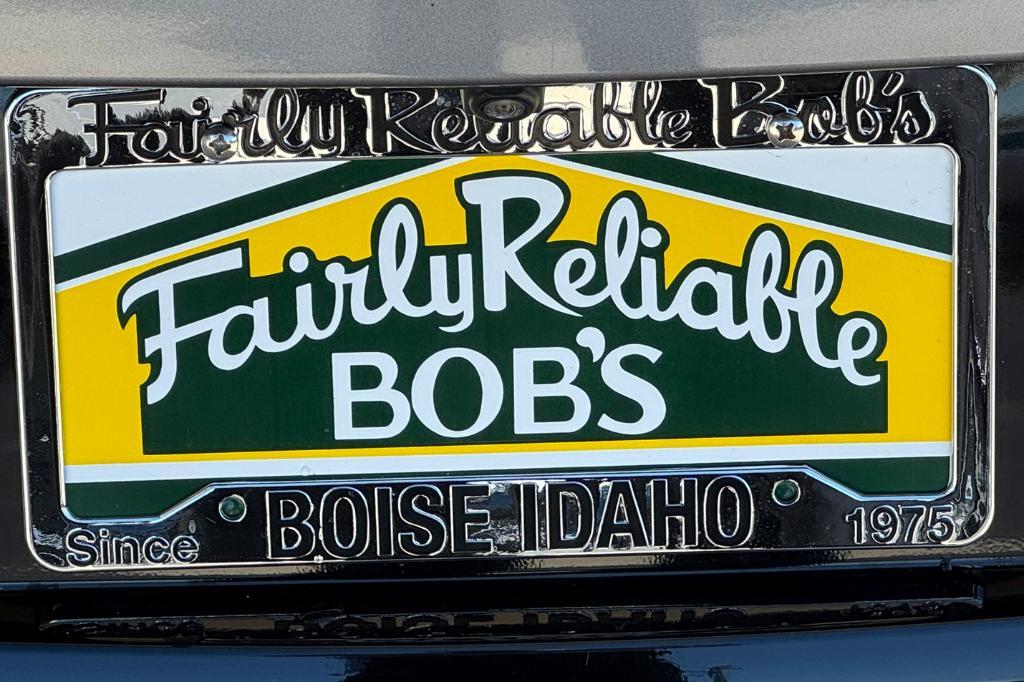 Fairly Reliable Bob's
Fairly Reliable
BOB'S
BOISE IDAHO
Since 1975